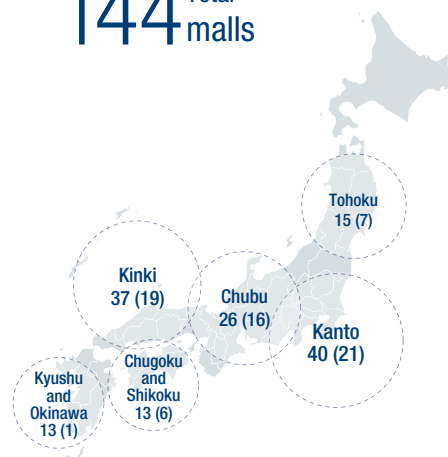 144 Total
malls
Tohoku
15 (7)
Kinki
37 (19)
Chubu
26 (16)
Kanto
40 (21)
Chugoku
and
Shikoku
13 (6)
Kyushu
and
Okinawa
13 (1)